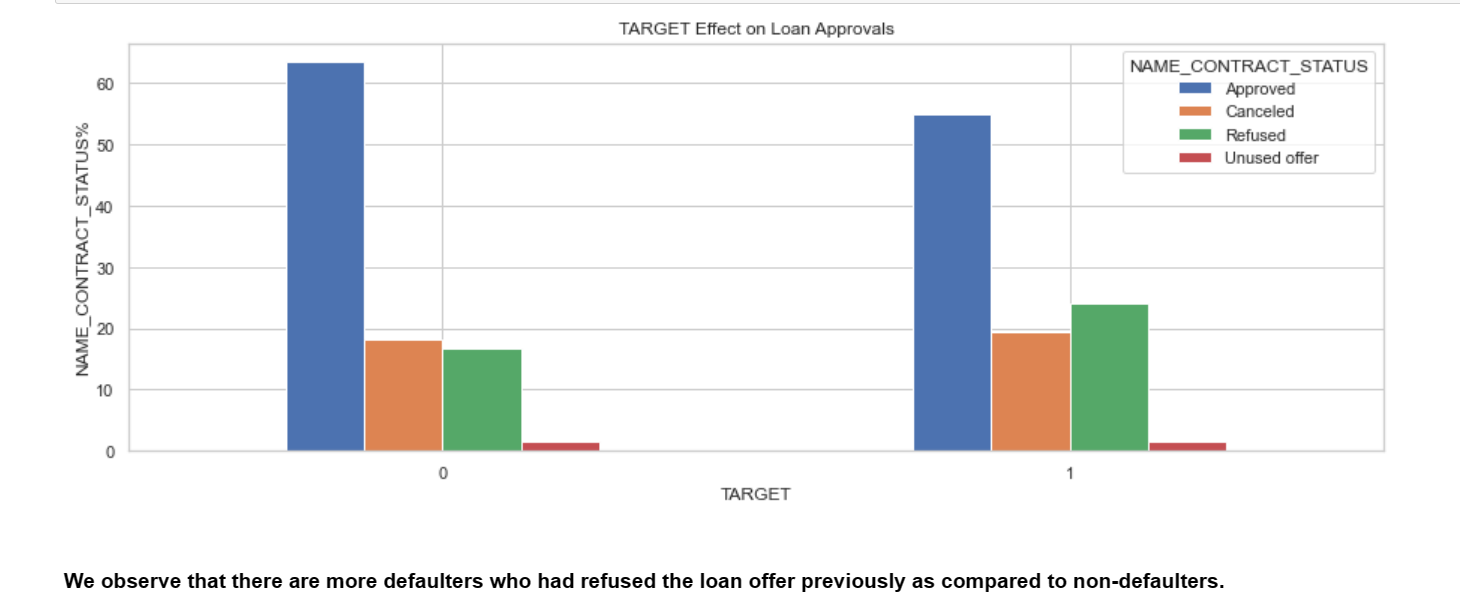 TARGET Effect on Loan Approvals
NAME_CONTRACT_STATUS%
60
50
40
30
20
10
0
NAME_CONTRACT_STATUS
Approved
Canceled
Refused
Unused offer
0 1
TARGET
We observe that there are more defaulters who had refused the loan offer previously as compared to non-defaulters.